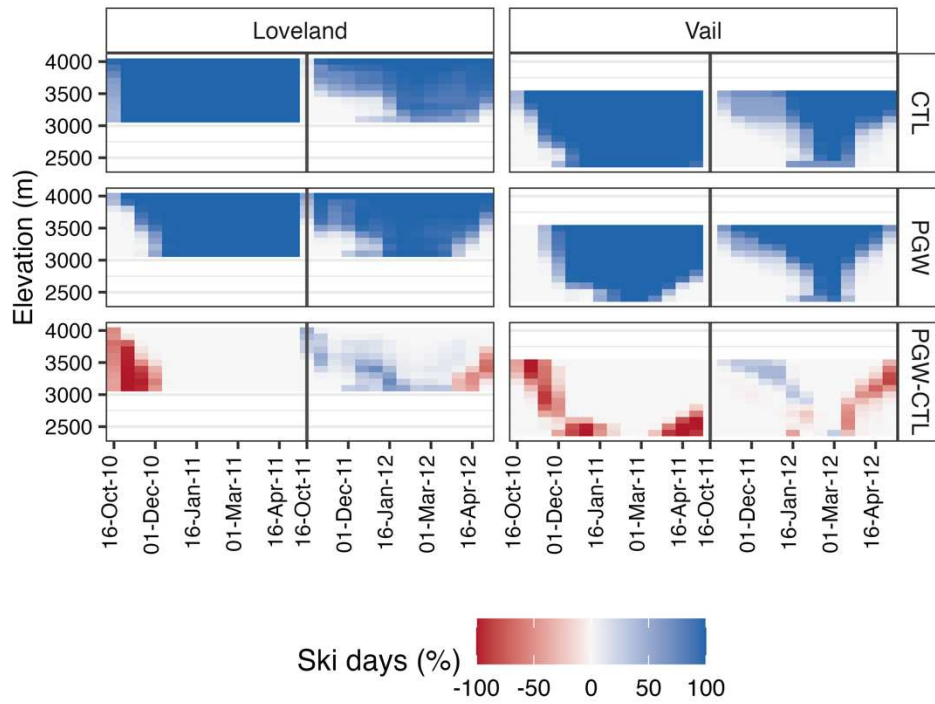 Loveland
Vail
4000
3500
3000
2500
CTL
4000
3500
3000
2500
PGW
4000
3500
3000
2500
PGW-CTL
Elevation (m)
16-Oct-10
01-Dec-10
16-Jan-11
01-Mar-11
16-Apr-11
16-Oct-11
01-Dec-11
16-Jan-12
01-Mar-12
16-Apr-12
16-Oct-10
01-Dec-10
16-Jan-11
01-Mar-11
16-Apr-11
16-Oct-11
01-Dec-11
16-Jan-12
01-Mar-12
16-Apr-12
Ski days (%)
-100 -50 0 50 100